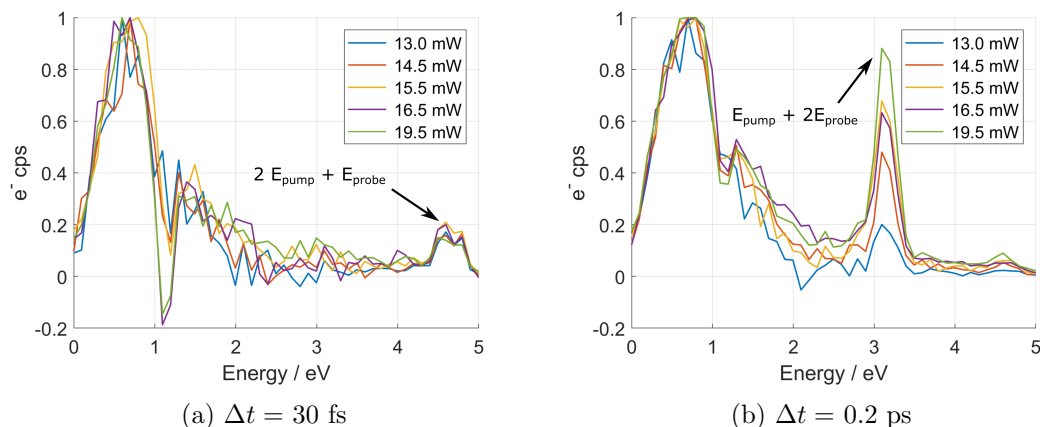 1
0.8
0.6
0.4
0.2
0
-0.2
e⁻ cps
0 1 2 3 4 5
Energy / eV
13.0 mW
14.5 mW
15.5 mW
16.5 mW
19.5 mW
2 E_pump + E_probe
(a) Δt = 30 fs
1
0.8
0.6
0.4
0.2
0
-0.2
e⁻ cps
0 1 2 3 4 5
Energy / eV
13.0 mW
14.5 mW
15.5 mW
16.5 mW
19.5 mW
E_pump + 2E_probe
(b) Δt = 0.2 ps